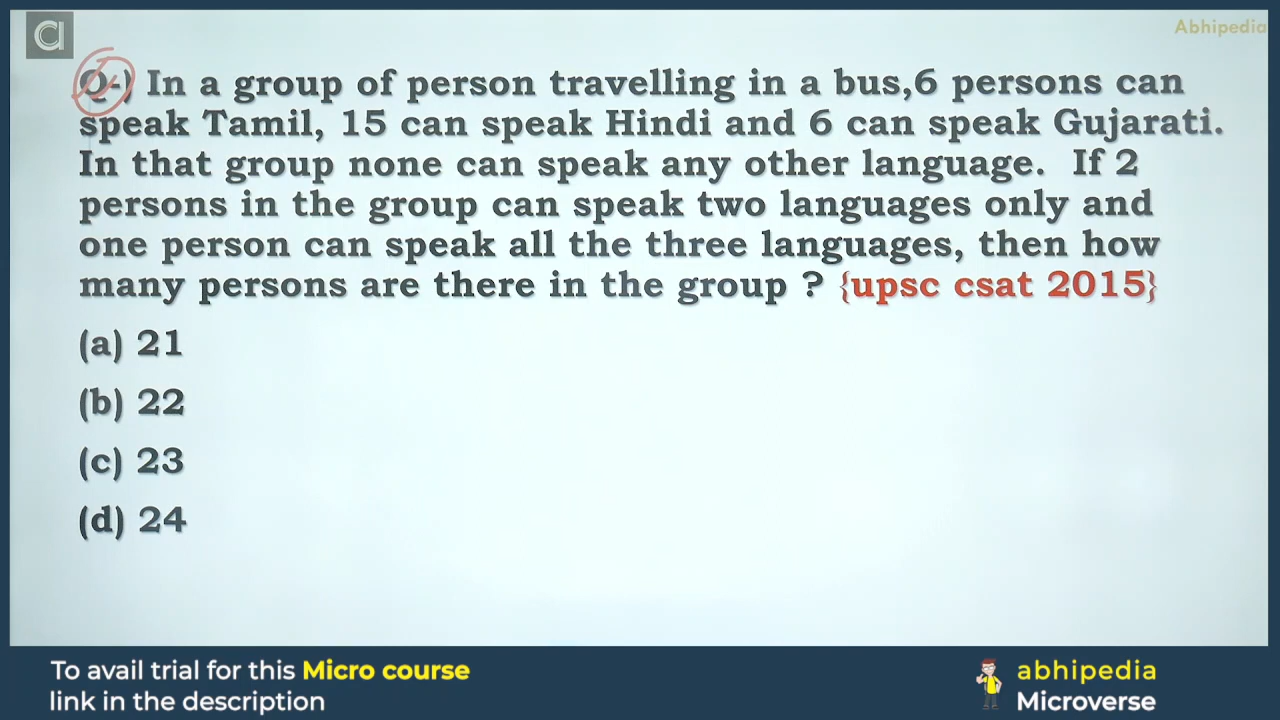 Abhipedia
Q-) In a group of person travelling in a bus,6 persons can
speak Tamil, 15 can speak Hindi and 6 can speak Gujarati.
In that group none can speak any other language. If 2
persons in the group can speak two languages only and
one person can speak all the three languages, then how
many persons are there in the group ? {upsc csat 2015}
(a) 21
(b) 22
(c) 23
(d) 24
To avail trial for this Micro course
link in the description
abhipedia
Microverse